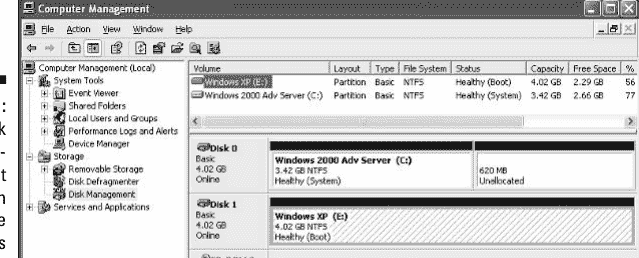 Computer Management
File Action View Window Help
Computer Management (Local)
System Tools
Event Viewer
Shared Folders
Local Users and Groups
Performance Logs and Alerts
Device Manager
Storage
Removable Storage
Disk Defragmenter
Disk Management
Services and Applications
Volume Layout Type File System Status Capacity Free Space %
Windows XP (E:) Partition Basic NTFS Healthy (Boot) 4.02 GB 2.29 GB 56
Windows 2000 Adv Server (C:) Partition Basic NTFS Healthy (System) 3.42 GB 2.66 GB 77
Disk 0
Basic
4.02 GB
Online
Windows 2000 Adv Server (C:)
3.42 GB NTFS
Healthy (System)
620 MB
Unallocated
Disk 1
Basic
4.02 GB
Online
Windows XP (E:)
4.02 GB NTFS
Healthy (Boot)
:
k
-
t
n
e
s